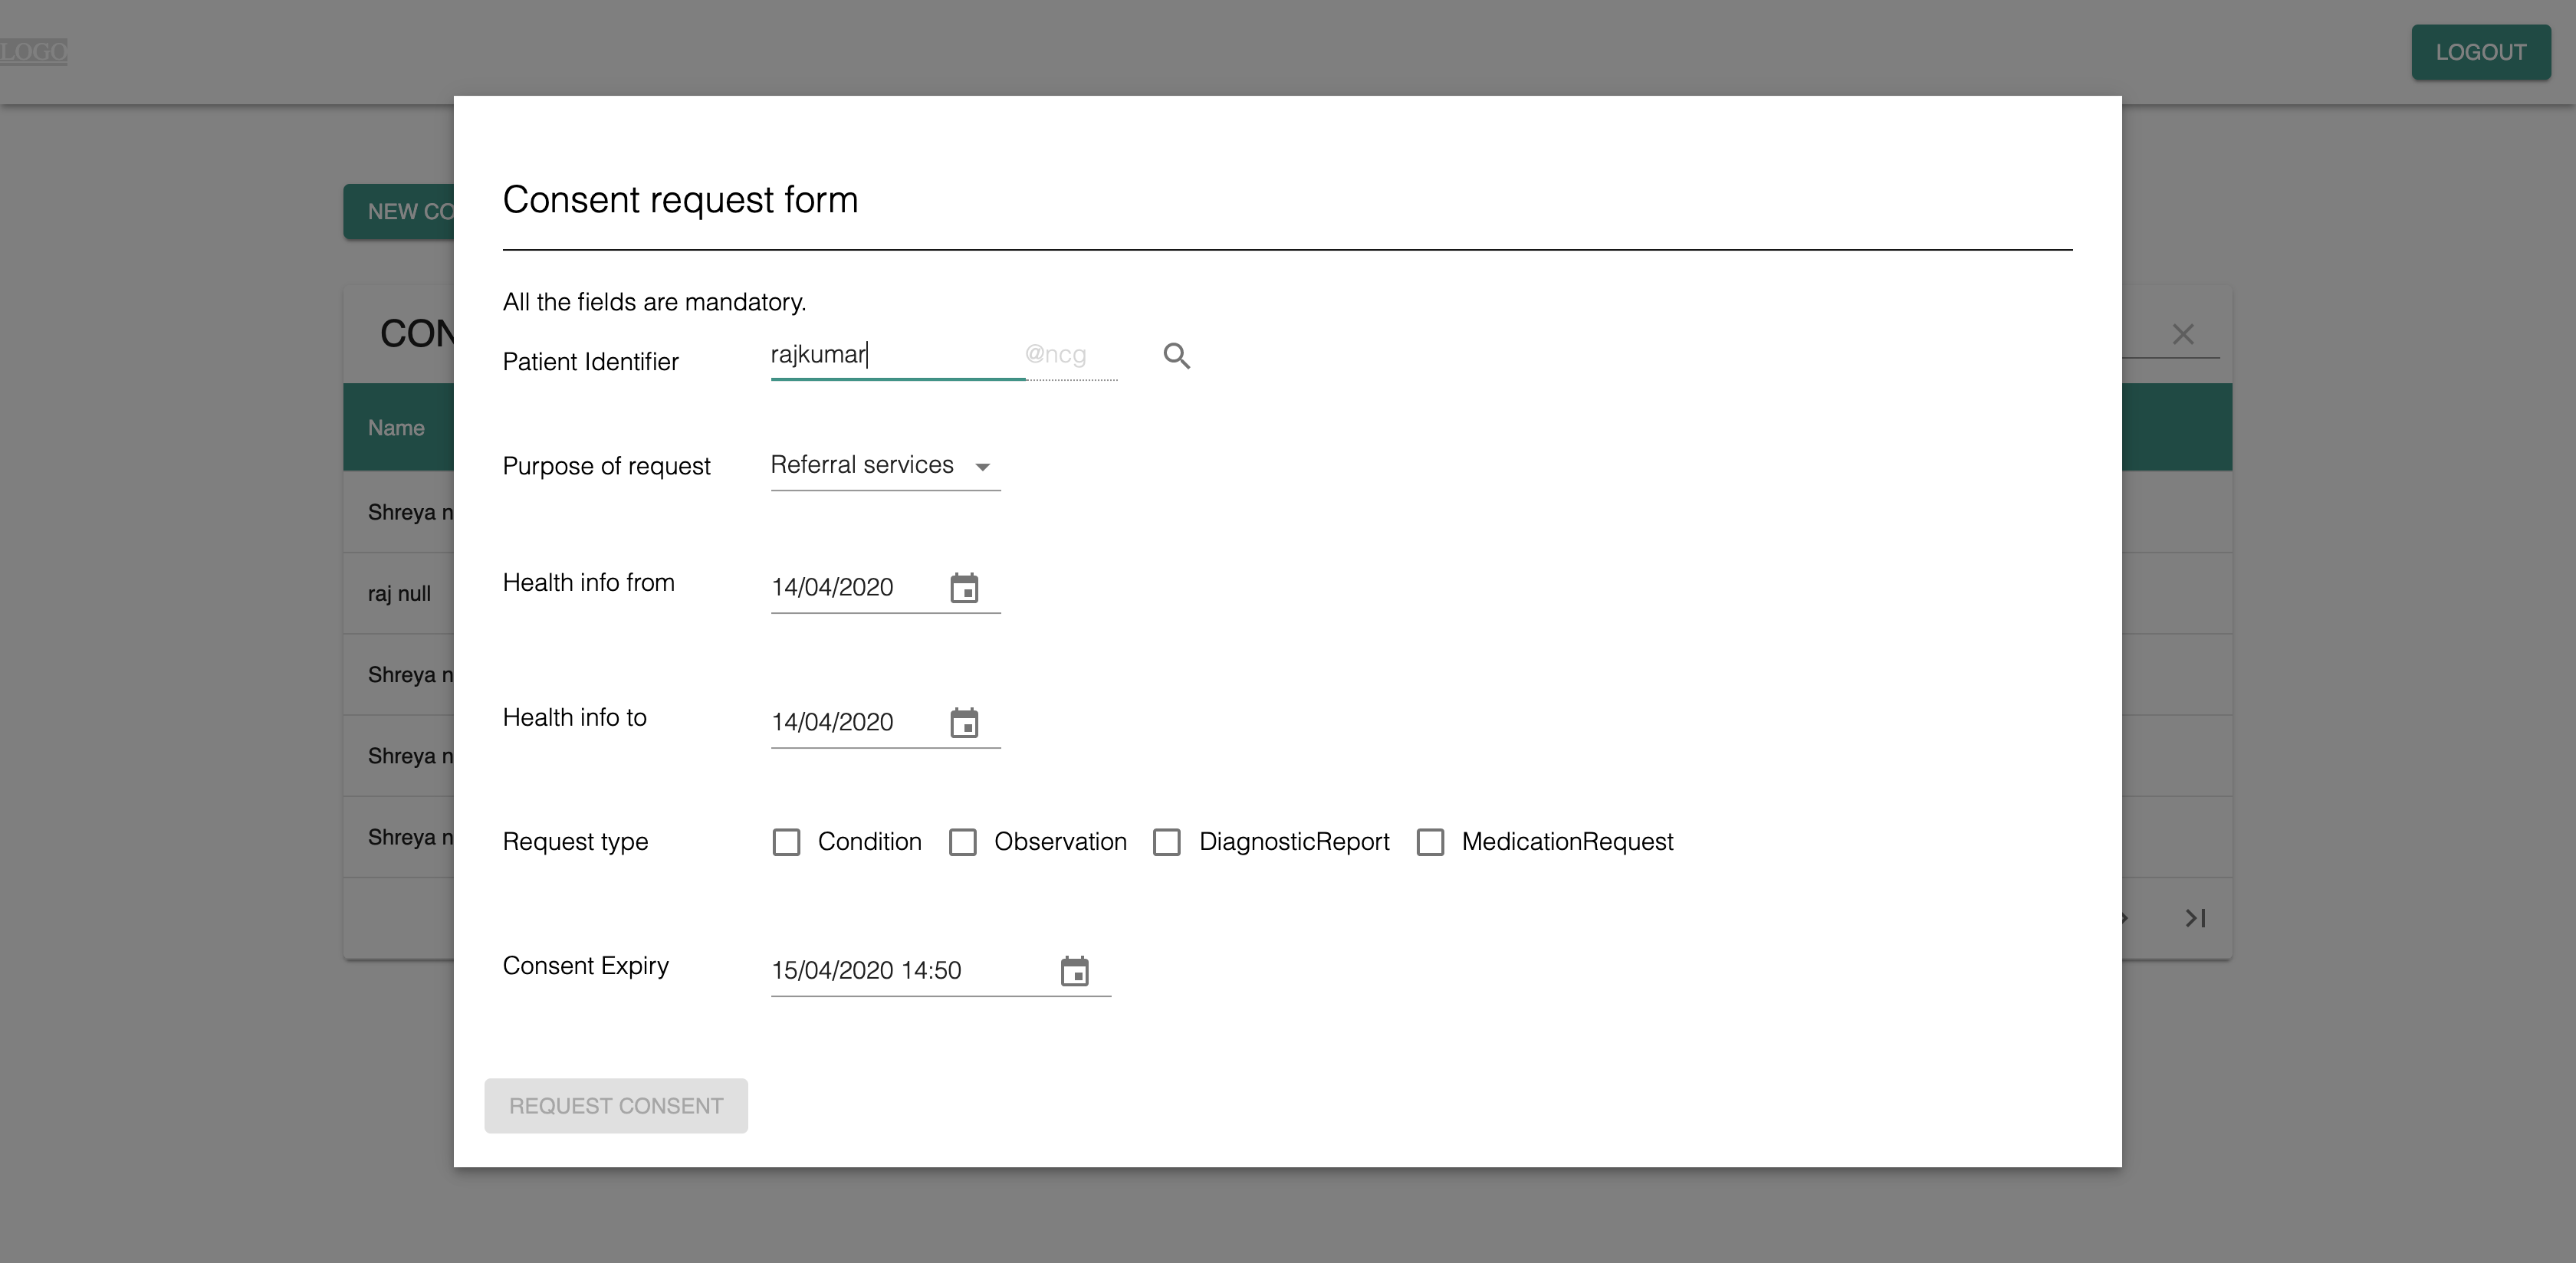 LOGO
LOGOUT
NEW CO
CON
Name
Shreya n
raj null
Shreya n
Shreya n
Shreya n
Consent request form
All the fields are mandatory.
Patient Identifier rajkumar @ncg
Purpose of request Referral services
Health info from 14/04/2020
Health info to 14/04/2020
Request type Condition Observation DiagnosticReport MedicationRequest
Consent Expiry 15/04/2020 14:50
REQUEST CONSENT